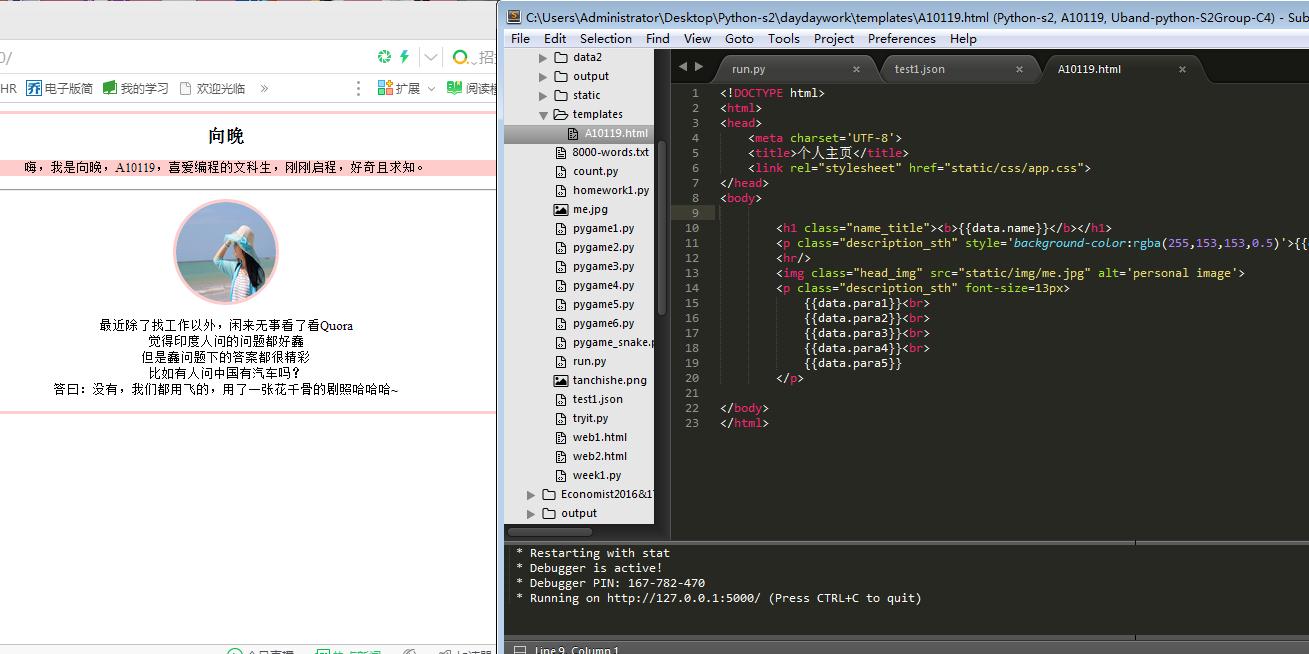 C:\Users\Administrator\Desktop\Python-s2\daydaywork\templates\A10119.html (Python-s2, A10119, Uband-python-S2Group-C4) - Sub
File Edit Selection Find View Goto Tools Project Preferences Help
0/
招
HR 乔 电子版简 我的学习 欢迎光临 » 扩展 阅读模
向晚
嗨，我是向晚，A10119，喜爱编程的文科生，刚刚启程，好奇且求知。
最近除了找工作以外，闲来无事看了看Quora
觉得印度人问的问题都好蠢
但是蠢问题下的答案都很精彩
比如有人问中国有汽车吗？
答曰：没有，我们都用飞的，用了一张花千骨的剧照哈哈哈~
data2
output
static
templates
A10119.html
8000-words.txt
count.py
homework1.py
me.jpg
pygame1.py
pygame2.py
pygame3.py
pygame4.py
pygame5.py
pygame6.py
pygame_snake.p
run.py
tanchishe.png
test1.json
tryit.py
web1.html
web2.html
week1.py
Economist2016&1
output
run.py × test1.json × A10119.html ×
1 <!DOCTYPE html>
2 <html>
3 <head>
4 <meta charset='UTF-8'>
5 <title>个人主页</title>
6 <link rel="stylesheet" href="static/css/app.css">
7 </head>
8 <body>
9
10 <h1 class="name_title"><b>{{data.name}}</b></h1>
11 <p class="description_sth" style='background-color:rgba(255,153,153,0.5)'>{{
12 <hr/>
13 <img class="head_img" src="static/img/me.jpg" alt='personal image'>
14 <p class="description_sth" font-size=13px>
15 {{data.para1}}<br>
16 {{data.para2}}<br>
17 {{data.para3}}<br>
18 {{data.para4}}<br>
19 {{data.para5}}
20 </p>
21
22 </body>
23 </html>
* Restarting with stat
* Debugger is active!
* Debugger PIN: 167-782-470
* Running on http://127.0.0.1:5000/ (Press CTRL+C to quit)
Line 9, Column 1